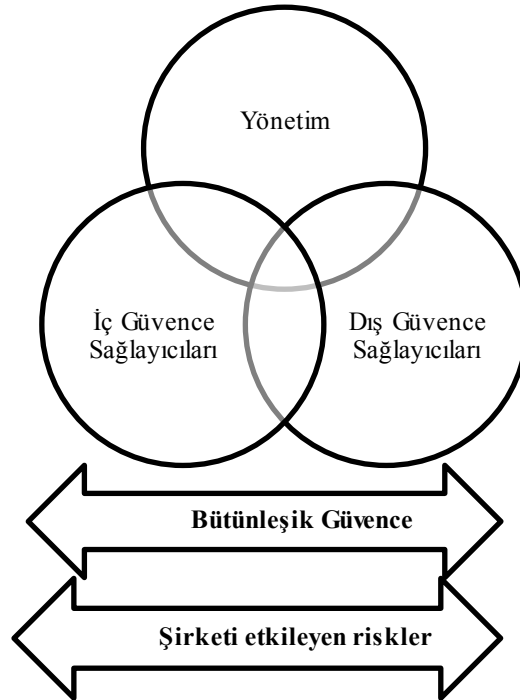 Yönetim
İç Güvence
Sağlayıcıları
Dış Güvence
Sağlayıcıları
Bütünleşik Güvence
Şirketi etkileyen riskler